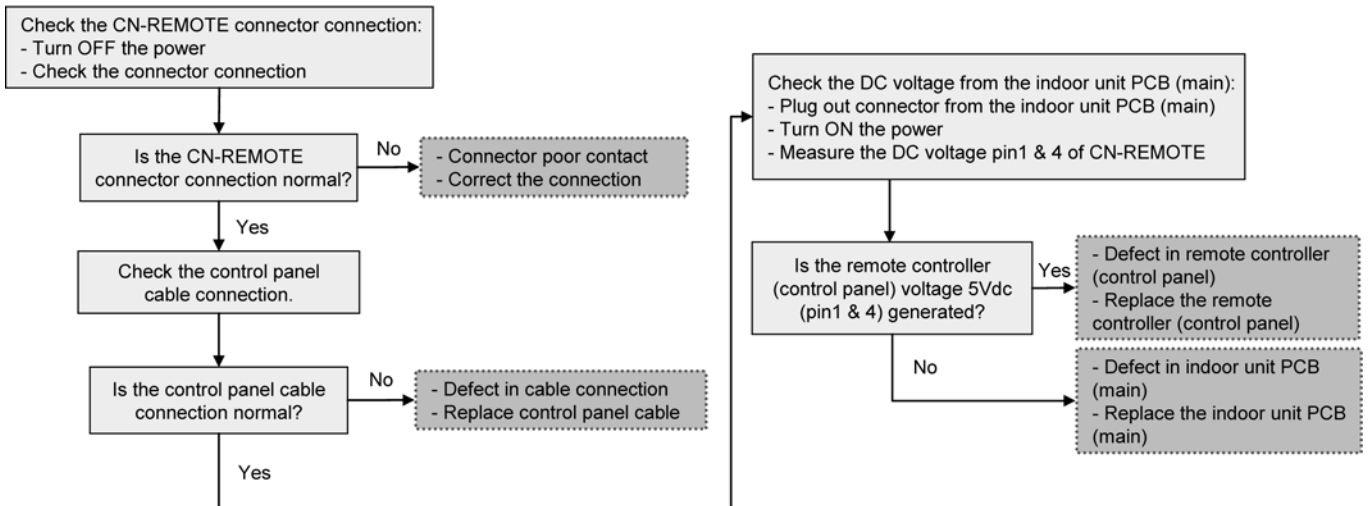 Check the CN-REMOTE connector connection:
- Turn OFF the power
- Check the connector connection
Is the CN-REMOTE
connector connection normal?
No
- Connector poor contact
- Correct the connection
Yes
Check the control panel
cable connection.
Is the control panel cable
connection normal?
No
- Defect in cable connection
- Replace control panel cable
Yes
Check the DC voltage from the indoor unit PCB (main):
- Plug out connector from the indoor unit PCB (main)
- Turn ON the power
- Measure the DC voltage pin1 & 4 of CN-REMOTE
Is the remote controller
(control panel) voltage 5Vdc
(pin1 & 4) generated?
Yes
- Defect in remote controller
(control panel)
- Replace the remote
controller (control panel)
No
- Defect in indoor unit PCB
(main)
- Replace the indoor unit PCB
(main)